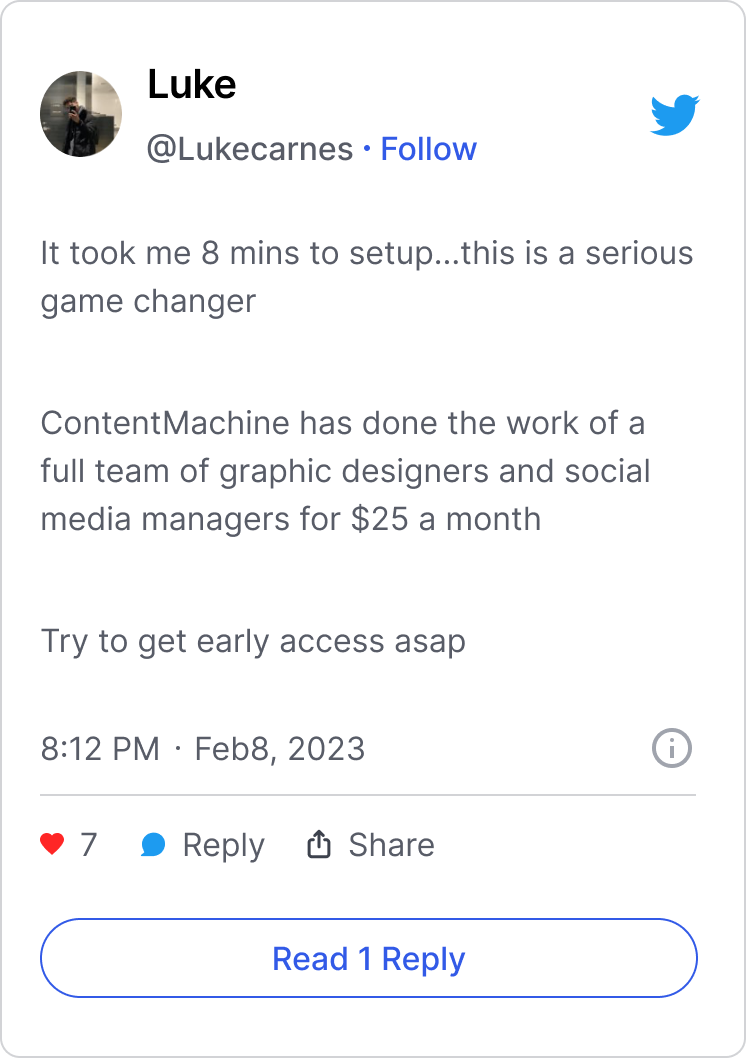 Luke
@Lukecarnes · Follow
It took me 8 mins to setup...this is a serious
game changer
ContentMachine has done the work of a
full team of graphic designers and social
media managers for $25 a month
Try to get early access asap
8:12 PM · Feb8, 2023
7 Reply Share
Read 1 Reply